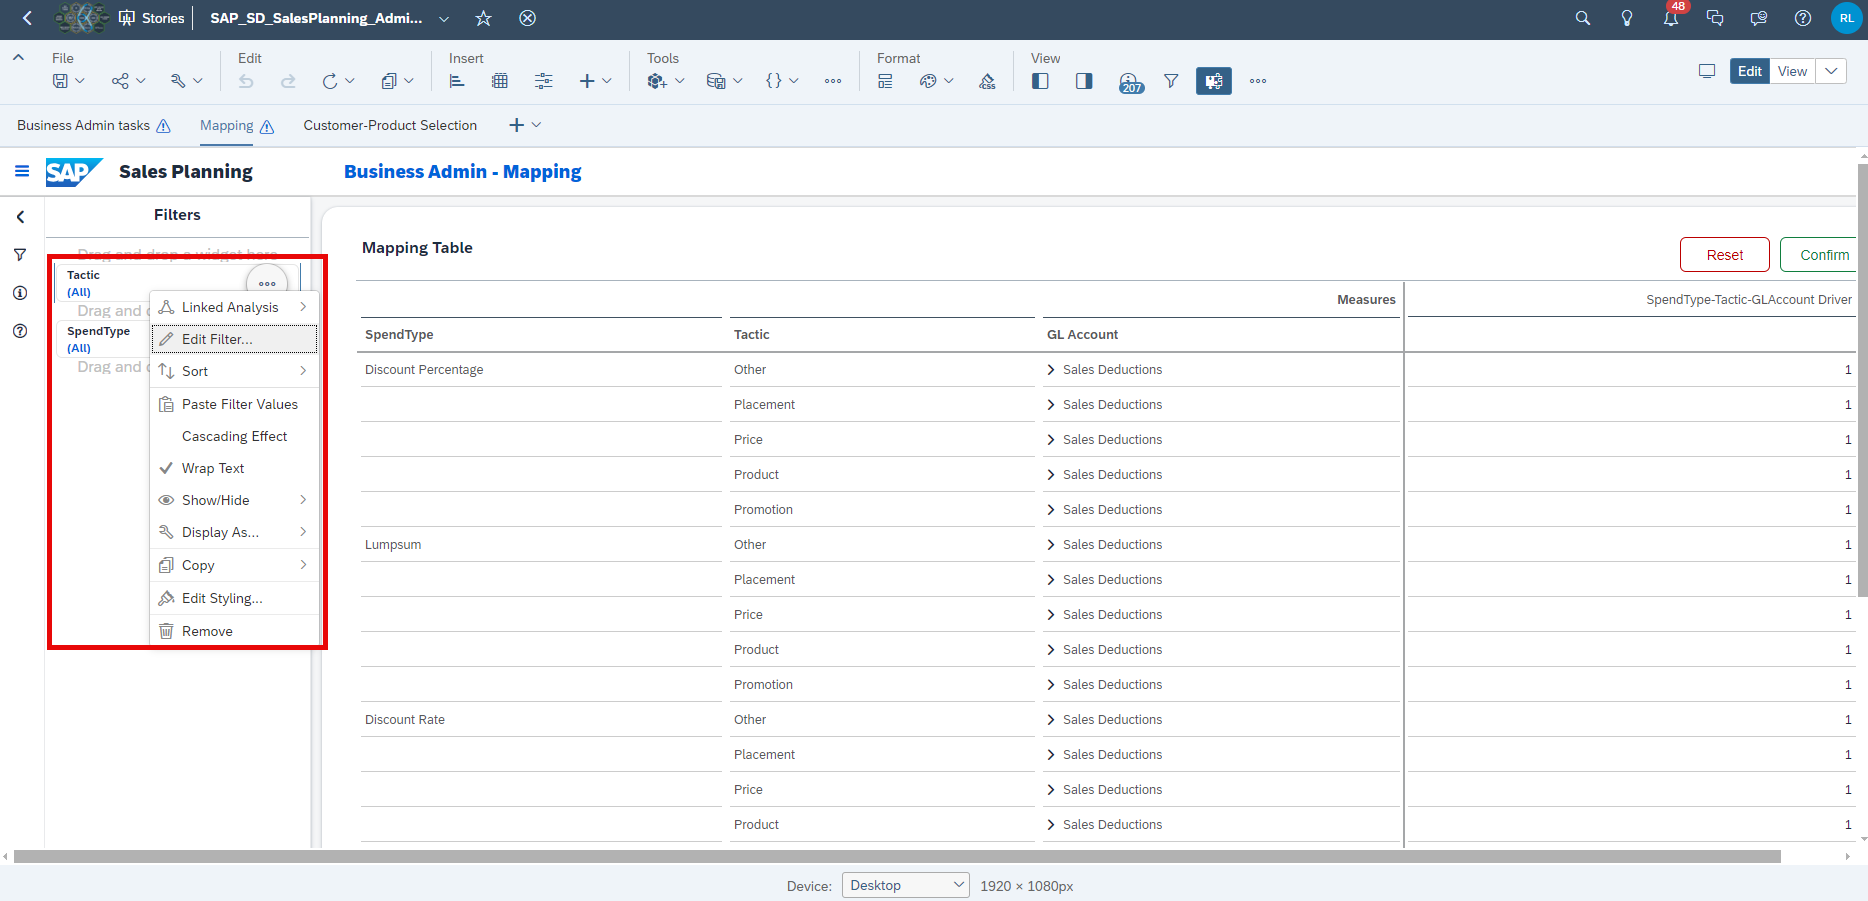 Stories
SAP_SD_SalesPlanning_Admi...
48
RL
File
Edit
Insert
Tools
Format
View
CSS
207
Edit
View
Business Admin tasks
Mapping
Customer-Product Selection
SAP
Sales Planning
Business Admin - Mapping
Filters
Drag and drop a widget here
Tactic
(All)
Drag and
SpendType
(All)
Drag and
Linked Analysis
Edit Filter...
Sort
Paste Filter Values
Cascading Effect
Wrap Text
Show/Hide
Display As...
Copy
Edit Styling...
Remove
Mapping Table
Reset
Confirm
Measures
SpendType-Tactic-GLAccount Driver
SpendType
Tactic
GL Account
Discount Percentage Other Sales Deductions 1
Placement Sales Deductions 1
Price Sales Deductions 1
Product Sales Deductions 1
Promotion Sales Deductions 1
Lumpsum Other Sales Deductions 1
Placement Sales Deductions 1
Price Sales Deductions 1
Product Sales Deductions 1
Promotion Sales Deductions 1
Discount Rate Other Sales Deductions 1
Placement Sales Deductions 1
Price Sales Deductions 1
Product Sales Deductions 1
Device: Desktop 1920 × 1080px